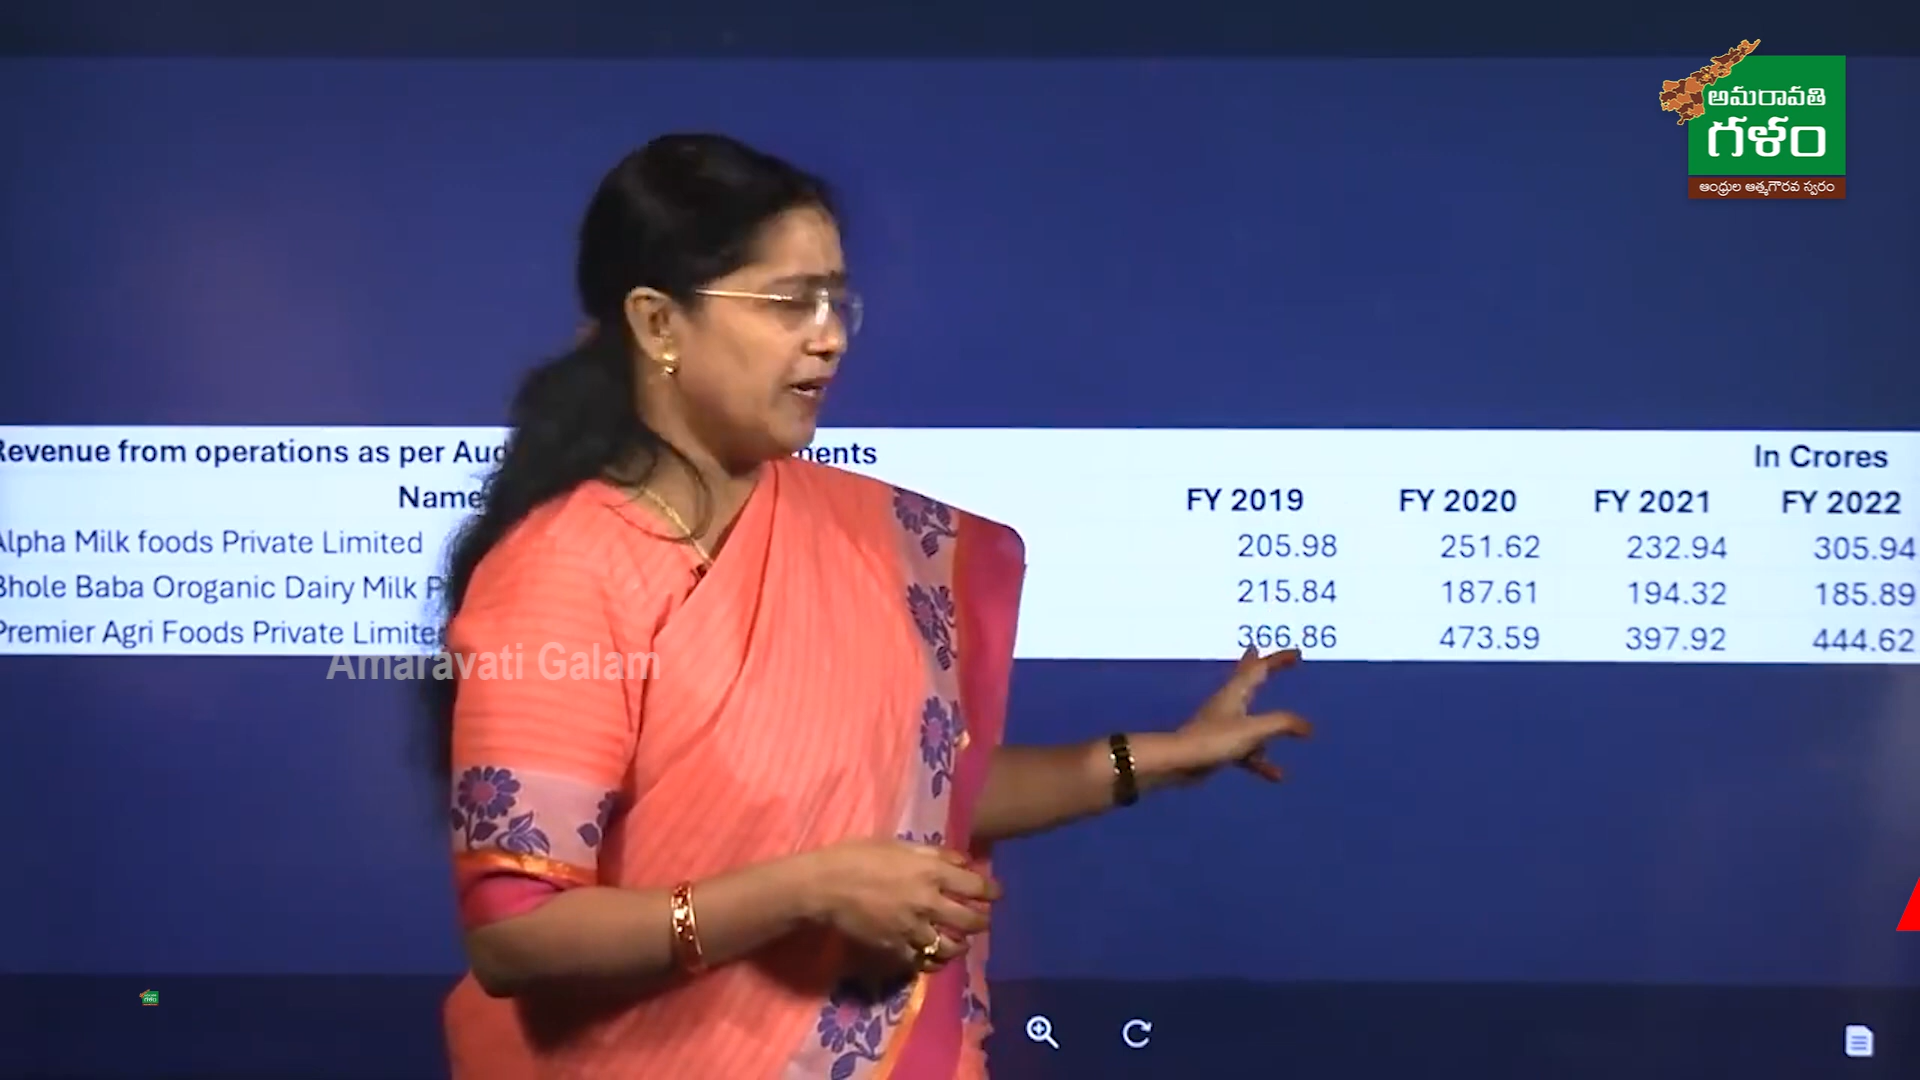 అమరావతి
గళం
ఆంధ్రుల ఆత్మగౌరవ స్వరం
Revenue from operations as per Aud ments In Crores
Name FY 2019 FY 2020 FY 2021 FY 2022
Alpha Milk foods Private Limited 205.98 251.62 232.94 305.94
Bhole Baba Oroganic Dairy Milk P 215.84 187.61 194.32 185.89
Premier Agri Foods Private Limited 366.86 473.59 397.92 444.62
Amaravati Galam